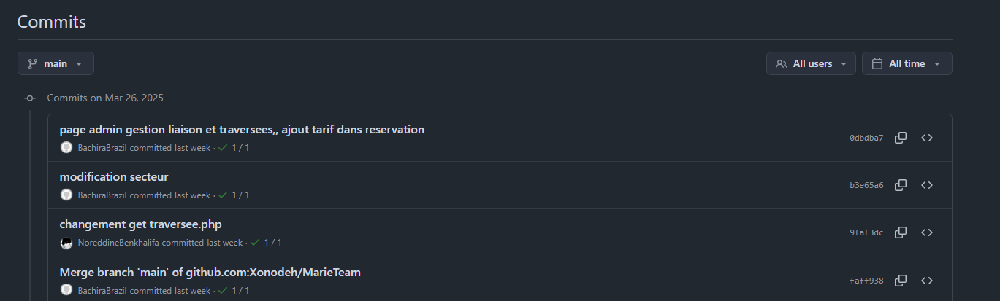 Commits
main
All users
All time
Commits on Mar 26, 2025
page admin gestion liaison et traversees,, ajout tarif dans reservation
BachiraBrazil committed last week · 1 / 1
0dbdba7
modification secteur
BachiraBrazil committed last week · 1 / 1
b3e65a6
changement get traversee.php
NoreddineBenkhalifa committed last week · 1 / 1
9faf3dc
Merge branch 'main' of github.com:Xonodeh/MarieTeam
BachiraBrazil committed last week · 1 / 1
faff938